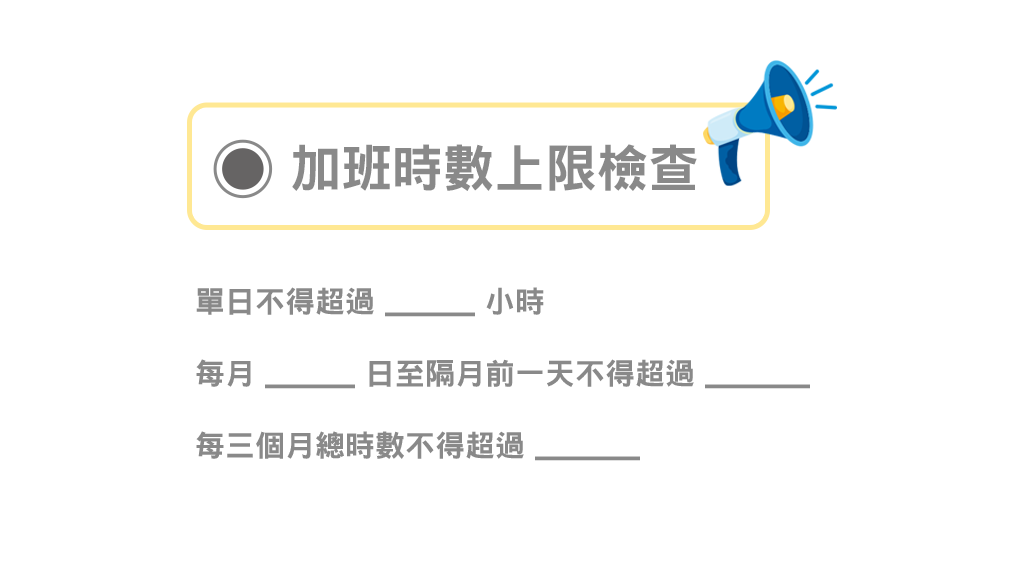 加班時數上限檢查
單日不得超過 ______ 小時
每月 ______ 日至隔月前一天不得超過 _______
每三個月總時數不得超過 _______